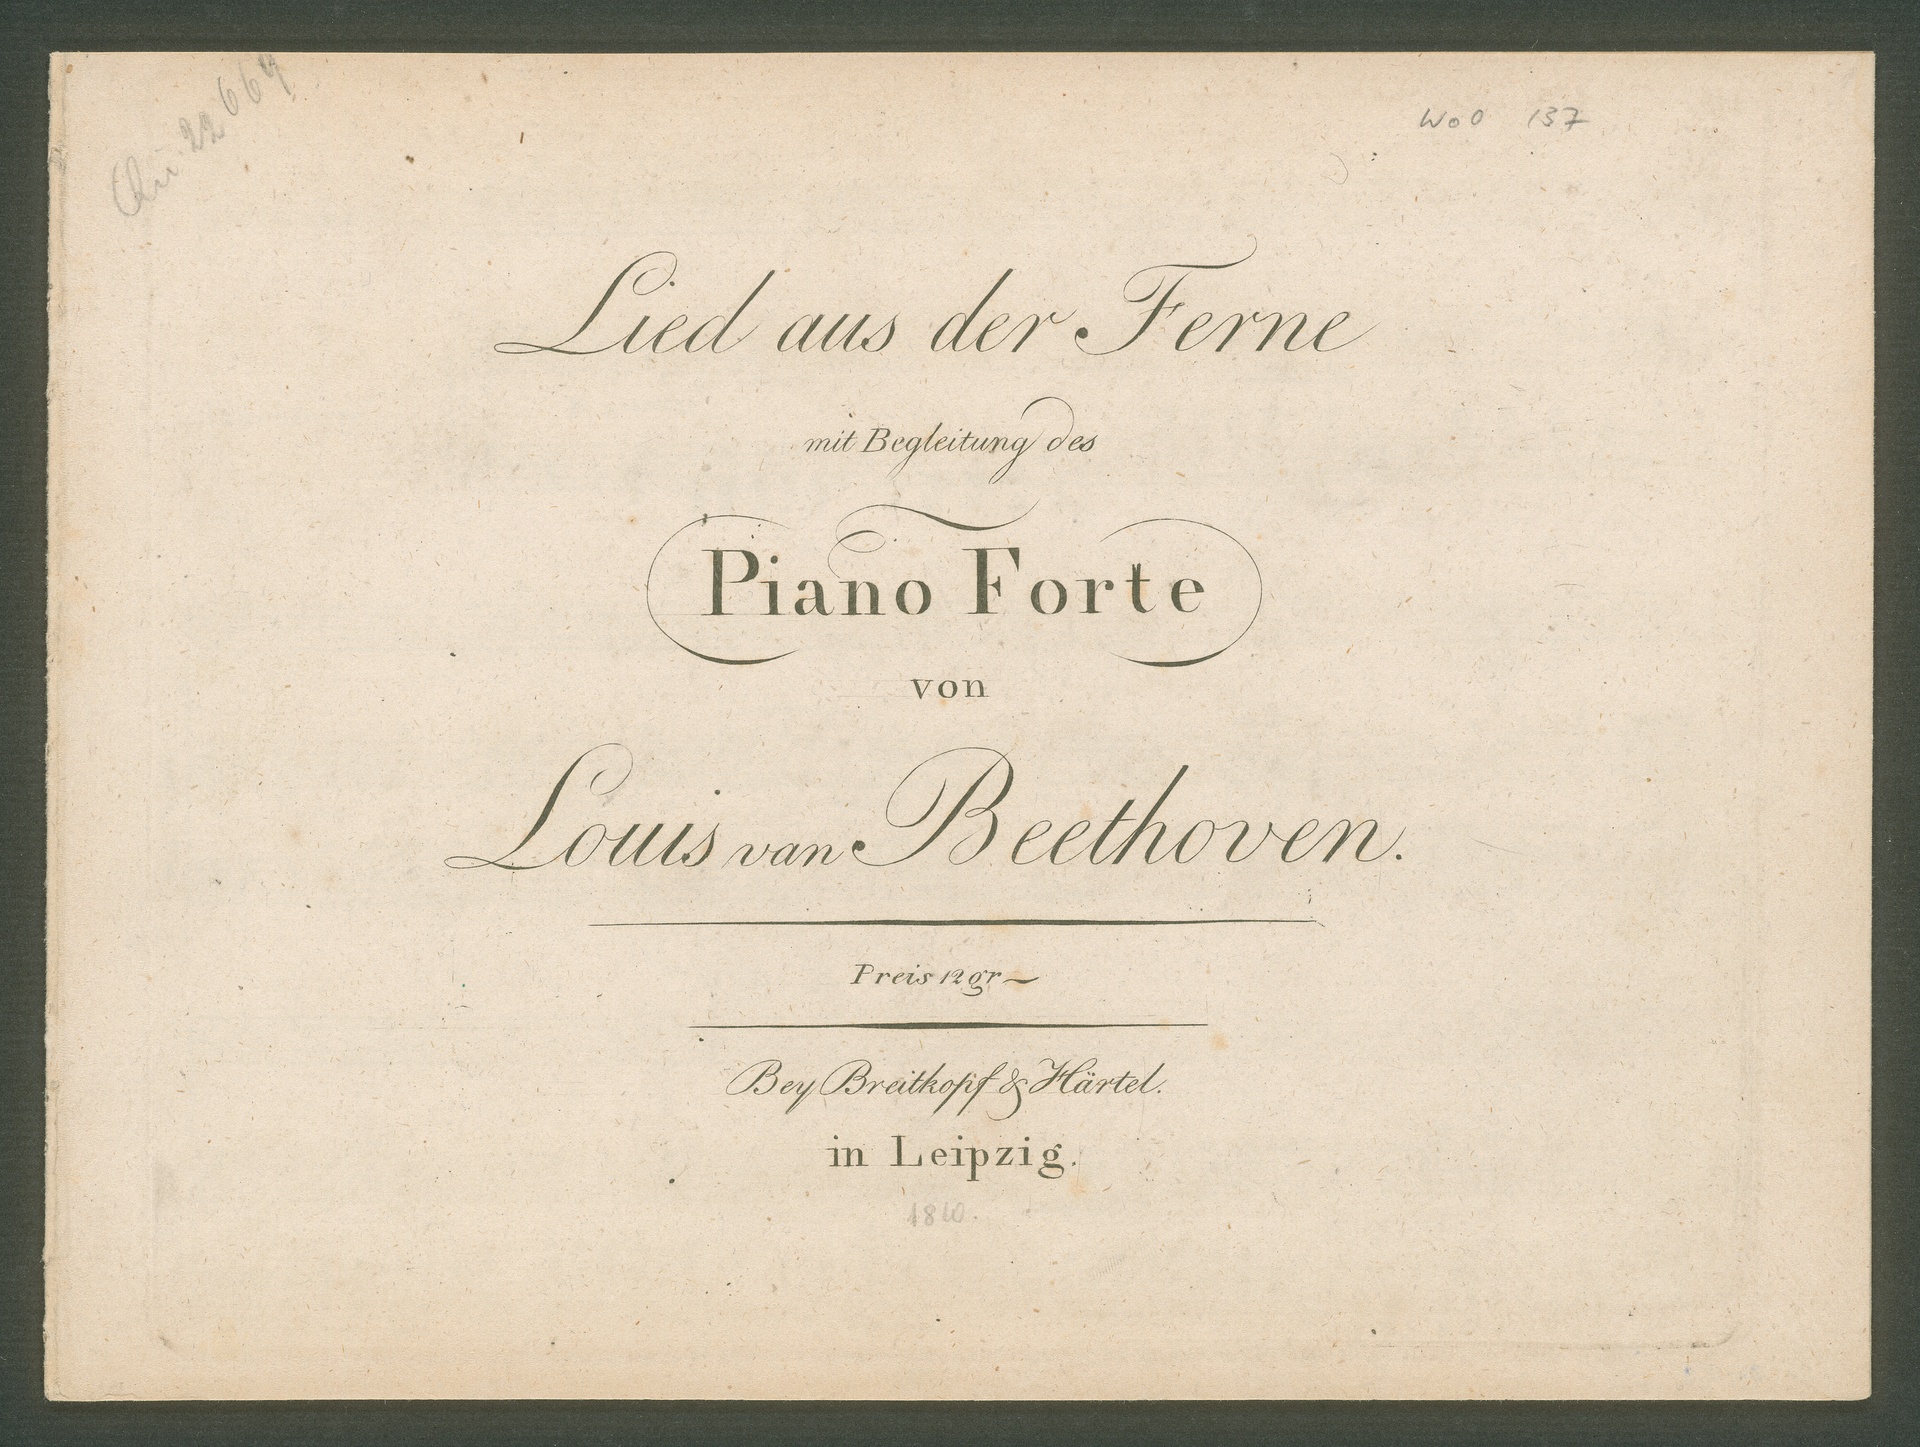 22664
WoO 137
Lied aus der Ferne
mit Begleitung des
Piano Forte
von
Louis van Beethoven.
Preis 12 gr
Bey Breitkopf & Härtel.
in Leipzig.
1810.